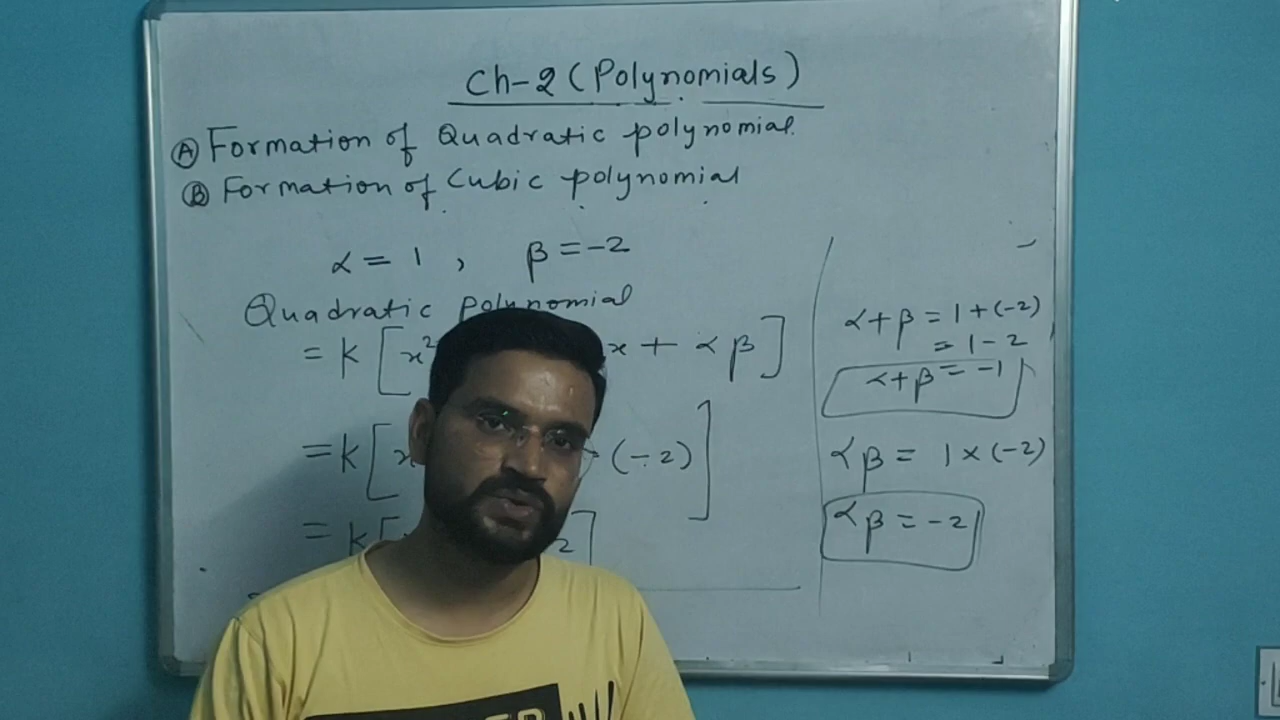 Ch-2 (Polynomials)
Ⓐ Formation of Quadratic polynomial.
Ⓑ Formation of Cubic polynomial
α = 1 , β = -2
Quadratic polynomial
= k [x² x + αβ]
= k [x (-2)]
= k [ 2]
α+β = 1+(-2)
= 1-2
α+β = -1
αβ = 1×(-2)
αβ = -2